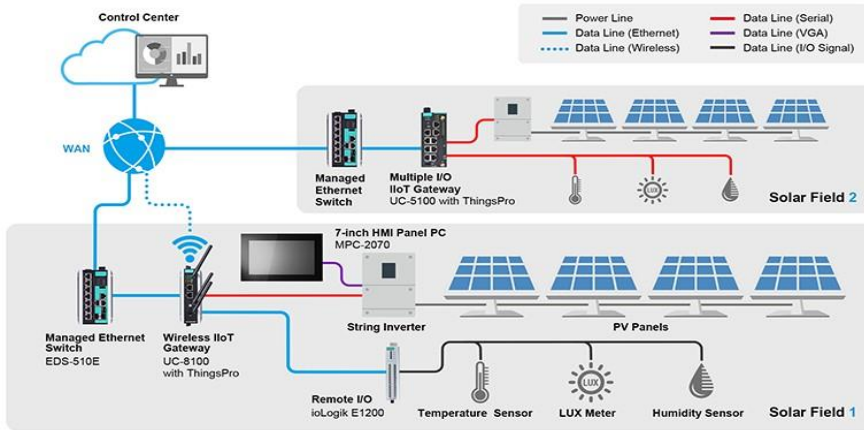 Control Center
Power Line
Data Line (Ethernet)
Data Line (Wireless)
Data Line (Serial)
Data Line (VGA)
Data Line (I/O Signal)
WAN
Managed
Ethernet
Switch
Multiple I/O
IIoT Gateway
UC-5100 with ThingsPro
LUX
Solar Field 2
7-inch HMI Panel PC
MPC-2070
String Inverter
PV Panels
Managed Ethernet
Switch
EDS-510E
Wireless IIoT
Gateway
UC-8100
with ThingsPro
Remote I/O
ioLogik E1200
Temperature Sensor
LUX
LUX Meter
Humidity Sensor
Solar Field 1